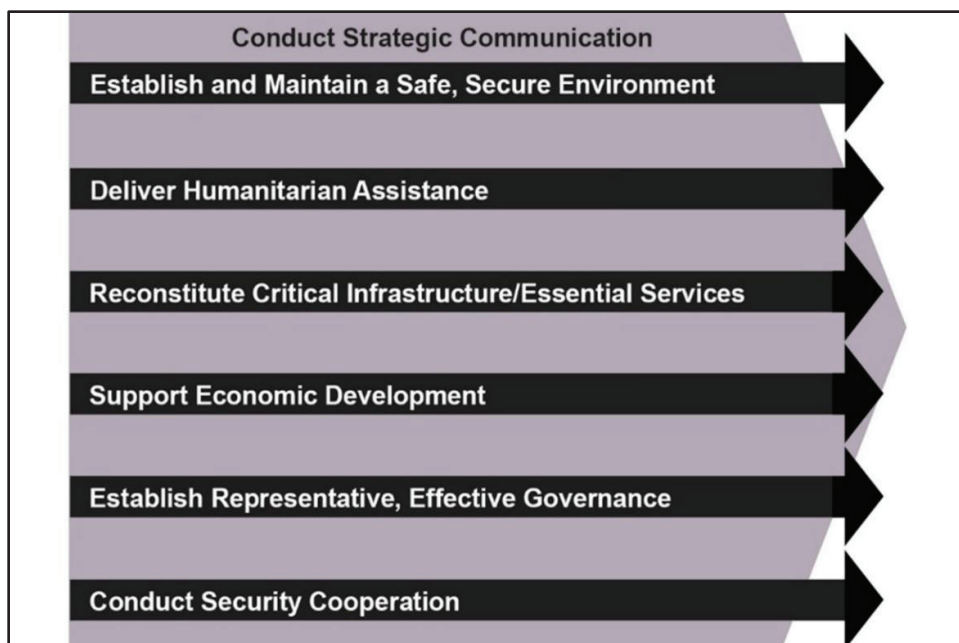 Conduct Strategic Communication
Establish and Maintain a Safe, Secure Environment
Deliver Humanitarian Assistance
Reconstitute Critical Infrastructure/Essential Services
Support Economic Development
Establish Representative, Effective Governance
Conduct Security Cooperation